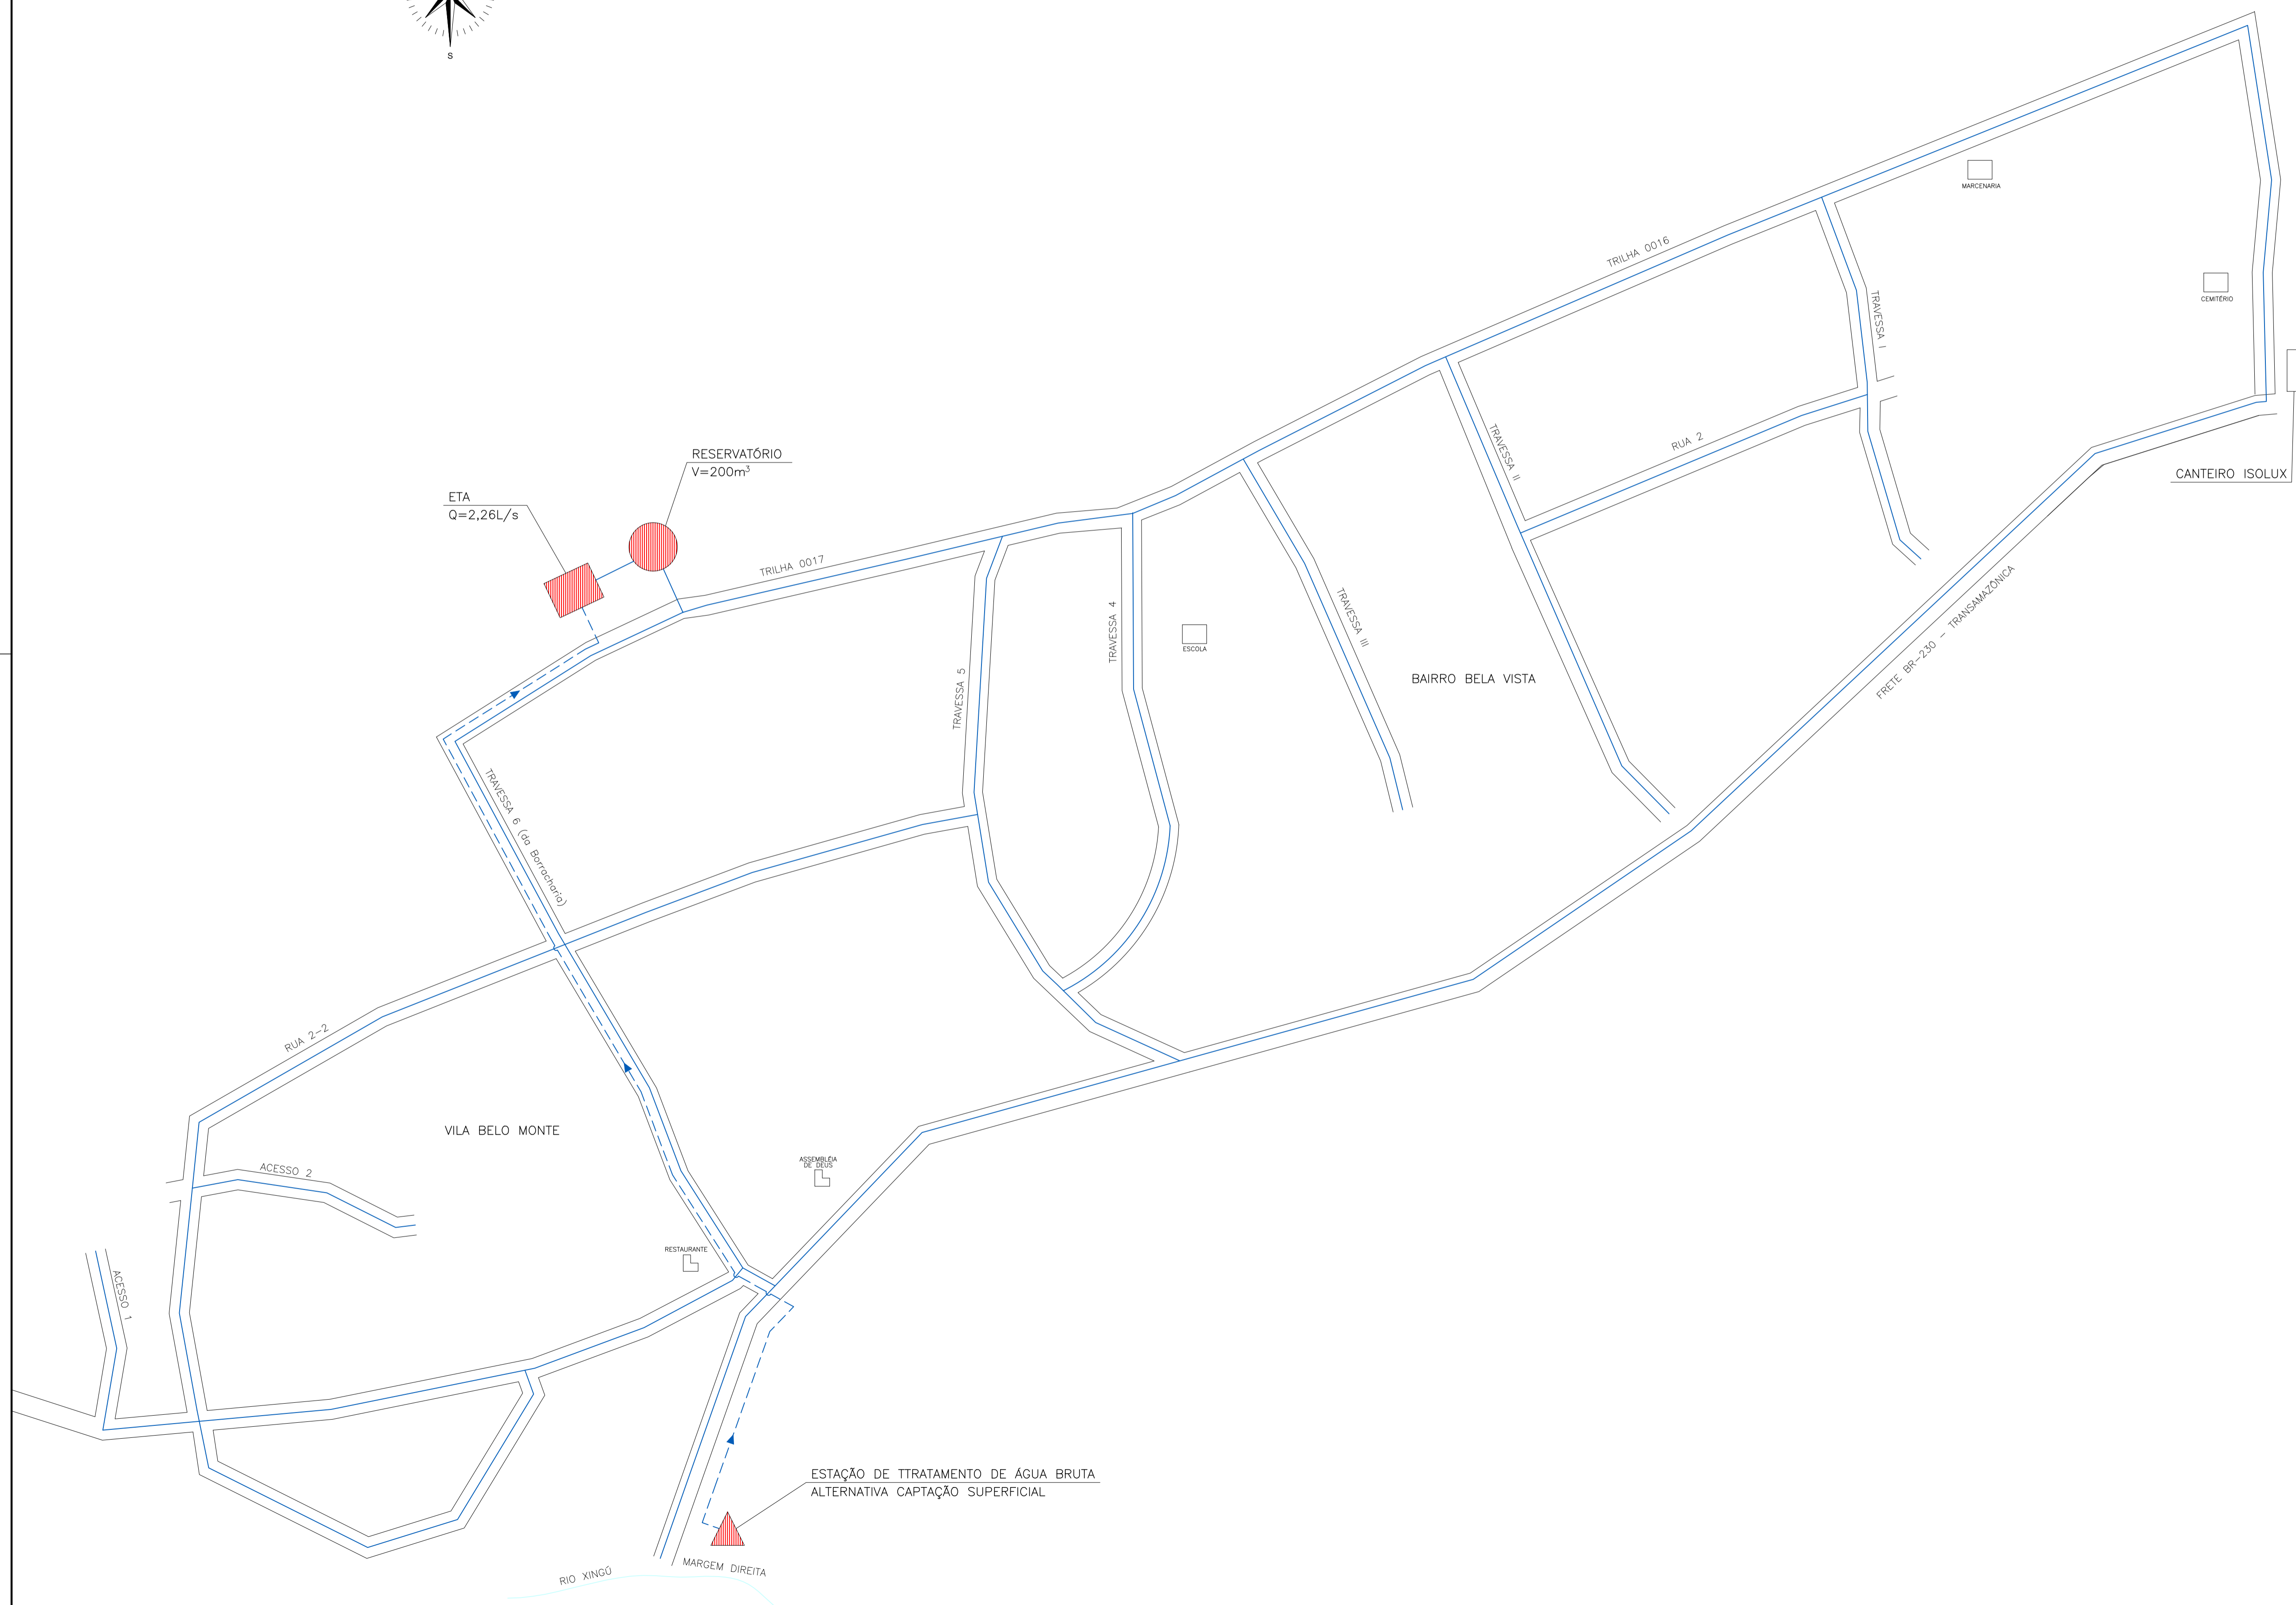 S
MARCENARIA
TRILHA 0016
CEMITÉRIO
TRAVESSA I
RUA 2
TRAVESSA II
CANTEIRO ISOLUX
RESERVATÓRIO
V=200m³
ETA
Q=2,26L/s
TRILHA 0017
TRAVESSA 4
ESCOLA
TRAVESSA III
FRETE BR-230 - TRANSAMAZÔNICA
BAIRRO BELA VISTA
TRAVESSA 5
TRAVESSA 6 (da Borracharia)
RUA 2-2
VILA BELO MONTE
ASSEMBLÉIA
DE DEUS
ACESSO 2
RESTAURANTE
ACESSO 1
ESTAÇÃO DE TTRATAMENTO DE ÁGUA BRUTA
ALTERNATIVA CAPTAÇÃO SUPERFICIAL
RIO XINGÚ
MARGEM DIREITA